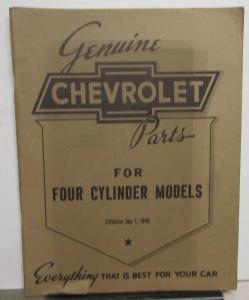 Genuine
CHEVROLET
Parts
FOR
FOUR CYLINDER MODELS
Effective July 1, 1940
Everything THAT IS BEST FOR YOUR CAR